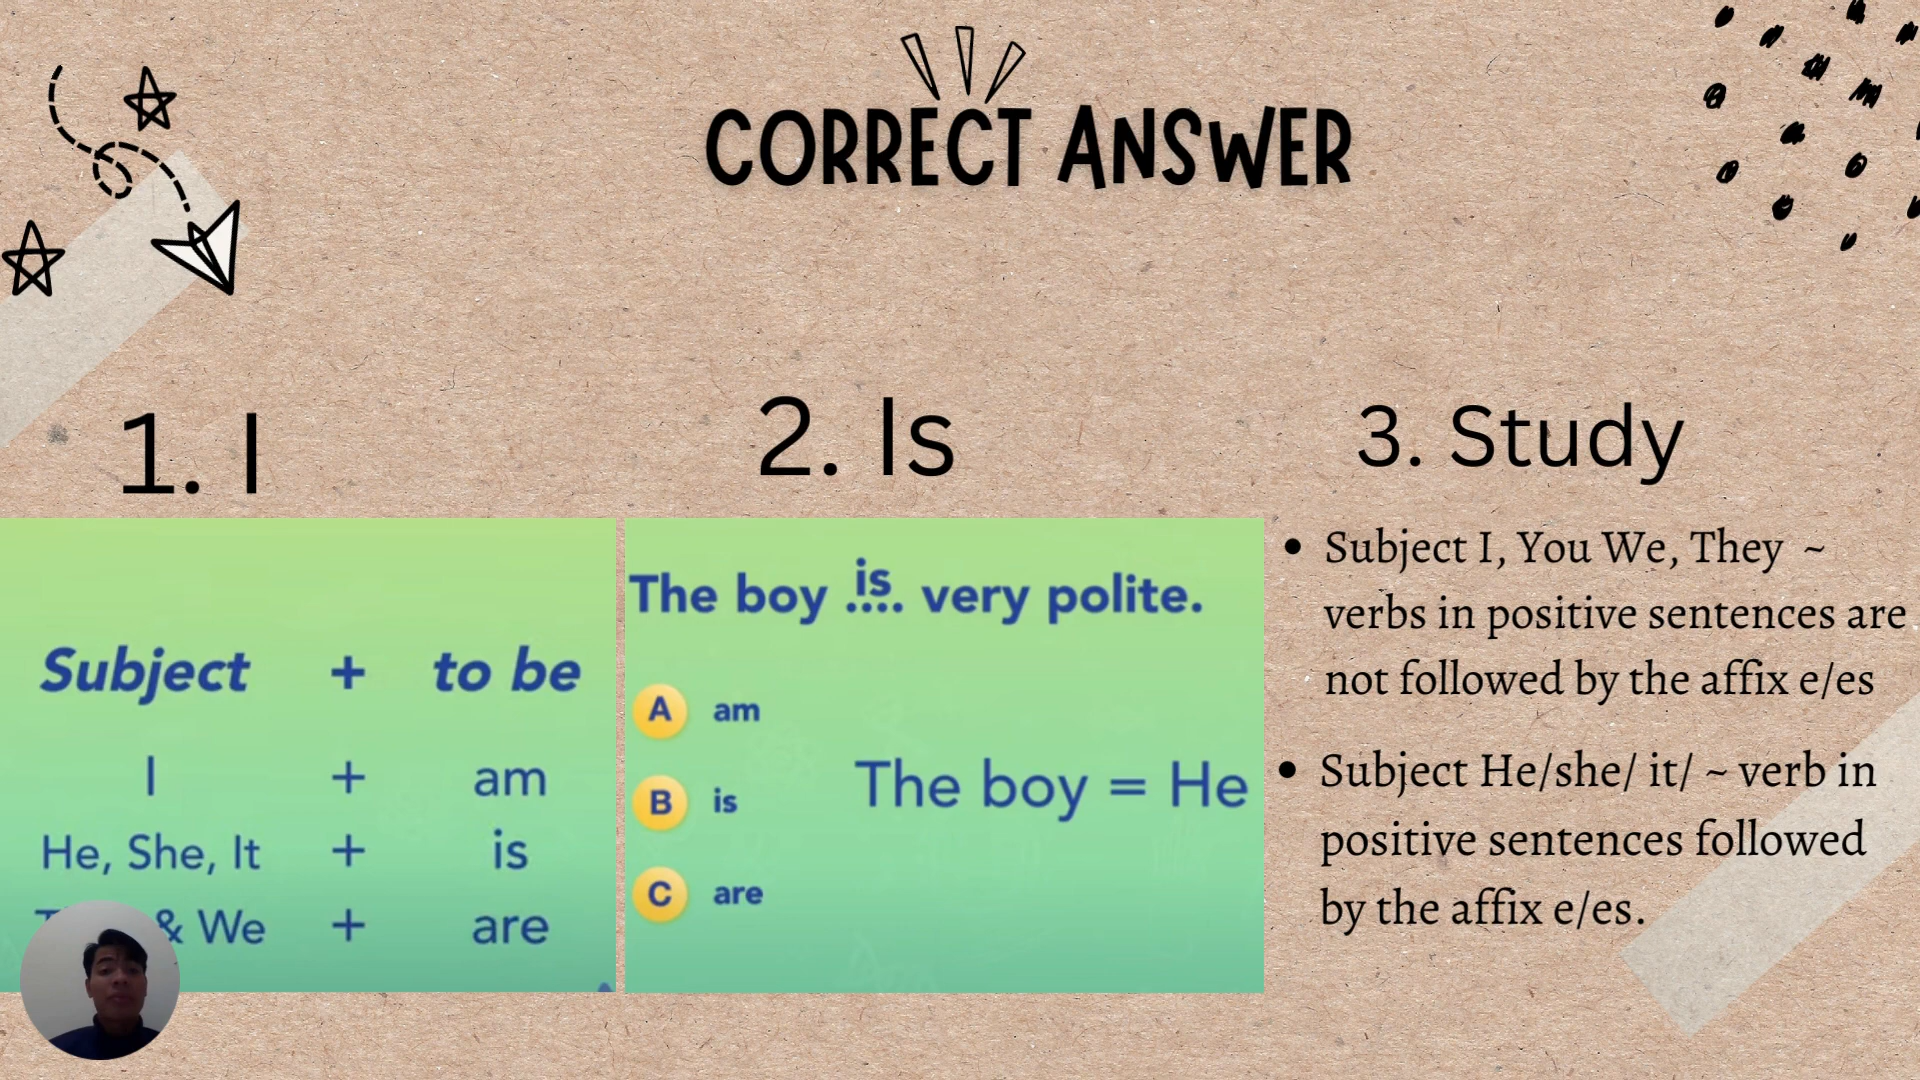 CORRECT ANSWER
1. I
Subject + to be
I + am
He, She, It + is
& We + are
2. Is
The boy .is. very polite.
A am
B is
C are
The boy = He
3. Study
• Subject I, You We, They ~
verbs in positive sentences are
not followed by the affix e/es
• Subject He/she/ it/ ~ verb in
positive sentences followed
by the affix e/es.